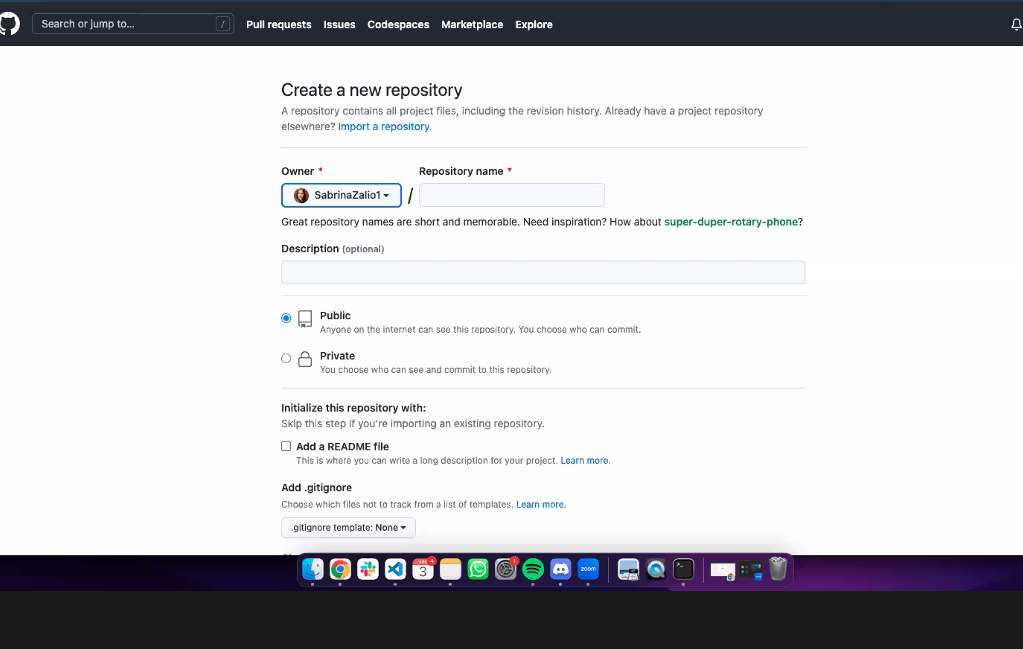 Search or jump to... /
Pull requests Issues Codespaces Marketplace Explore
Create a new repository
A repository contains all project files, including the revision history. Already have a project repository
elsewhere? Import a repository.
Owner * Repository name *
SabrinaZalio1 /
Great repository names are short and memorable. Need inspiration? How about super-duper-rotary-phone?
Description (optional)
Public
Anyone on the internet can see this repository. You choose who can commit.
Private
You choose who can see and commit to this repository.
Initialize this repository with:
Skip this step if you're importing an existing repository.
Add a README file
This is where you can write a long description for your project. Learn more.
Add .gitignore
Choose which files not to track from a list of templates. Learn more.
.gitignore template: None
4 3 1 zoom